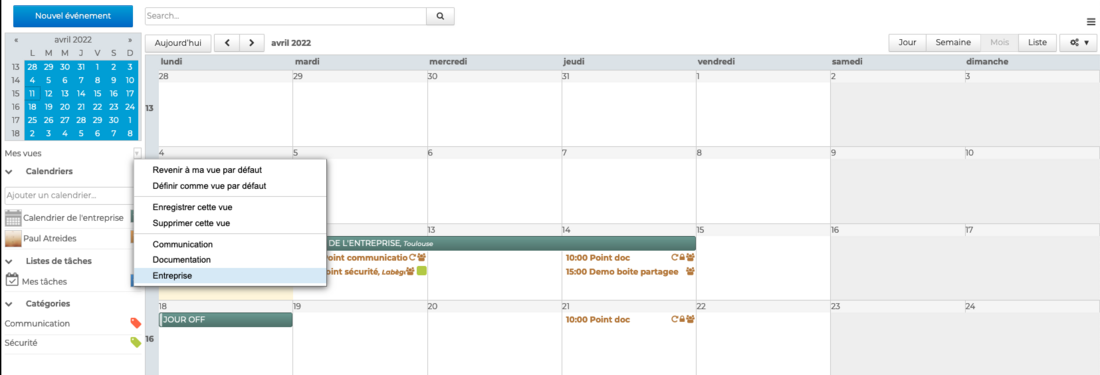 Nouvel événement
Search...
« avril 2022 »
L M M J V S D
13 28 29 30 31 1 2 3
14 4 5 6 7 8 9 10
15 11 12 13 14 15 16 17
16 18 19 20 21 22 23 24
17 25 26 27 28 29 30 1
18 2 3 4 5 6 7 8
Mes vues
Calendriers
Ajouter un calendrier...
Calendrier de l'entreprise
Paul Atreides
Listes de tâches
Mes tâches
Catégories
Communication
Sécurité
Revenir à ma vue par défaut
Définir comme vue par défaut
Enregistrer cette vue
Supprimer cette vue
Communication
Documentation
Entreprise
Aujourd'hui
avril 2022
Jour Semaine Mois Liste
lundi mardi mercredi jeudi vendredi samedi dimanche
28 29 30 31 1 2 3
13
4 5 6 7 8 9 10
13 14 15 16 17
DE L'ENTREPRISE, Toulouse
oint communicatio
10:00 Point doc
oint sécurité, Labèg
15:00 Demo boite partagee
18 19 20 21 22 23 24
JOUR OFF
10:00 Point doc
16